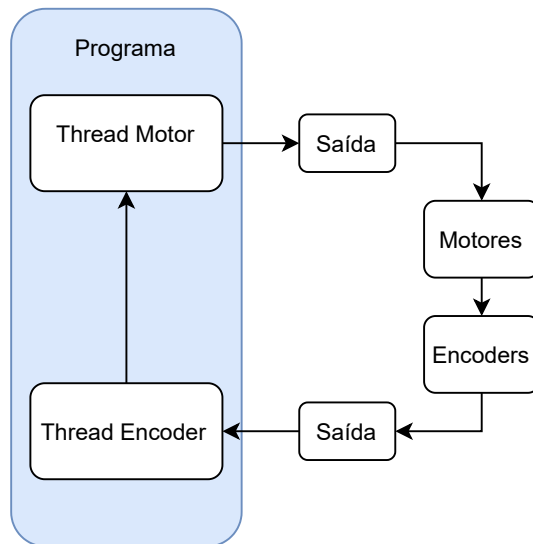 Programa
Thread Motor
Saída
Motores
Encoders
Thread Encoder
Saída